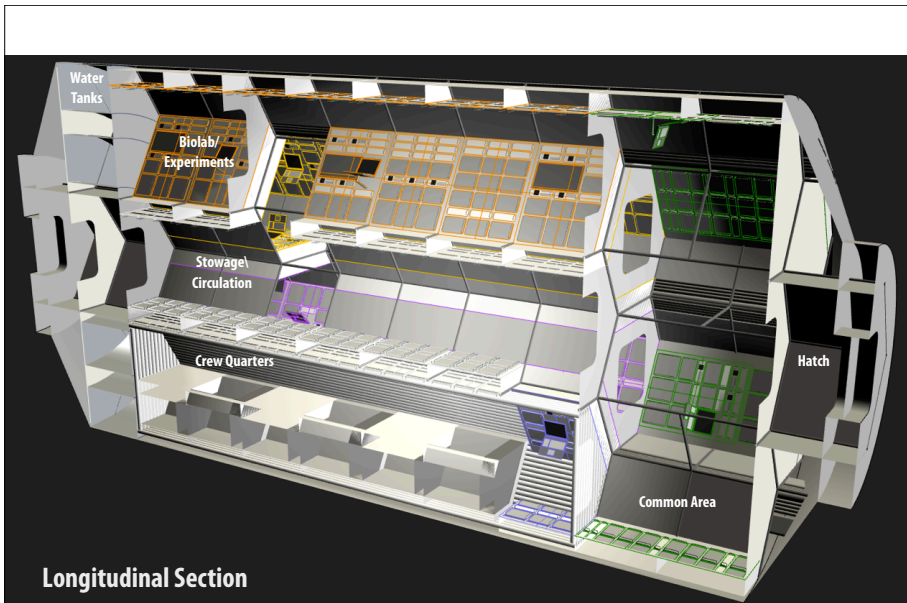 Water
Tanks
Biolab/
Experiments
Stowage\
Circulation
Crew Quarters
Hatch
Common Area
Longitudinal Section